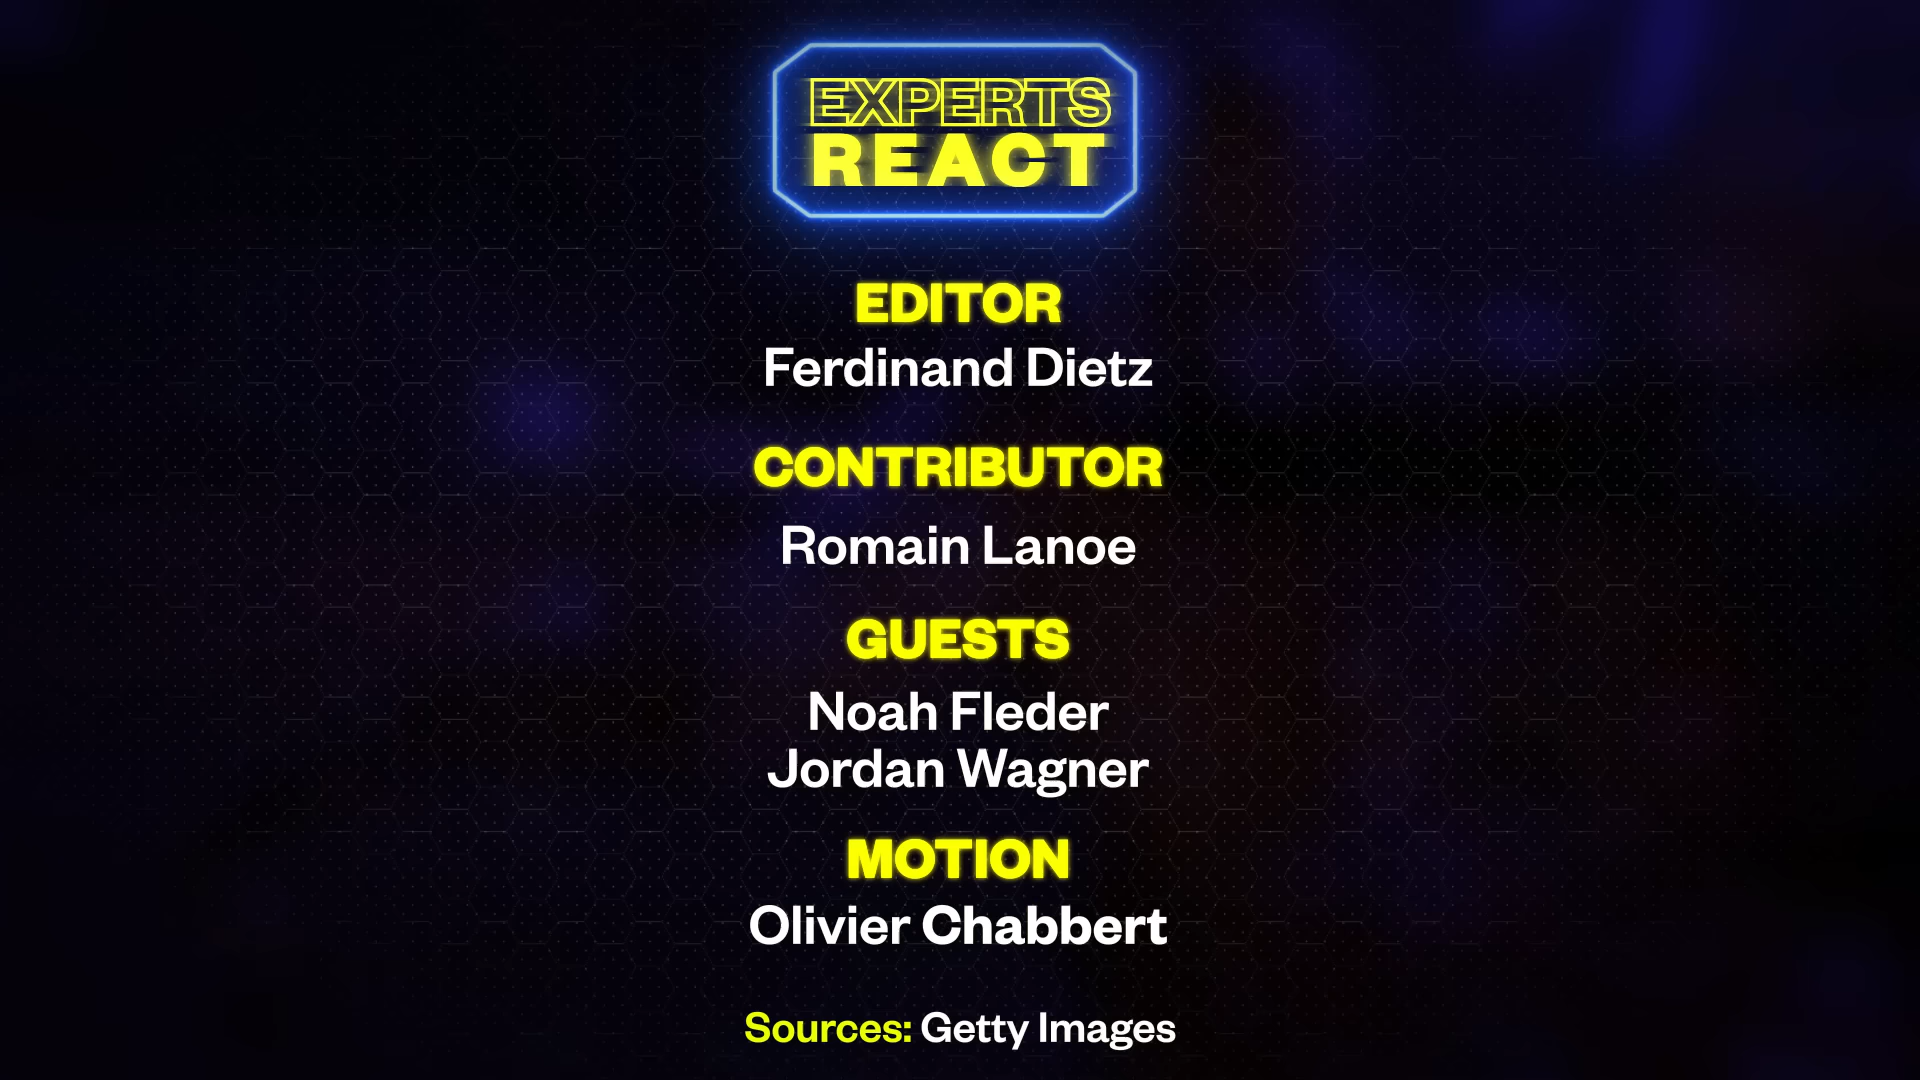 EXPERTS
REACT
EDITOR
Ferdinand Dietz
CONTRIBUTOR
Romain Lanoe
GUESTS
Noah Fleder
Jordan Wagner
MOTION
Olivier Chabbert
Sources: Getty Images